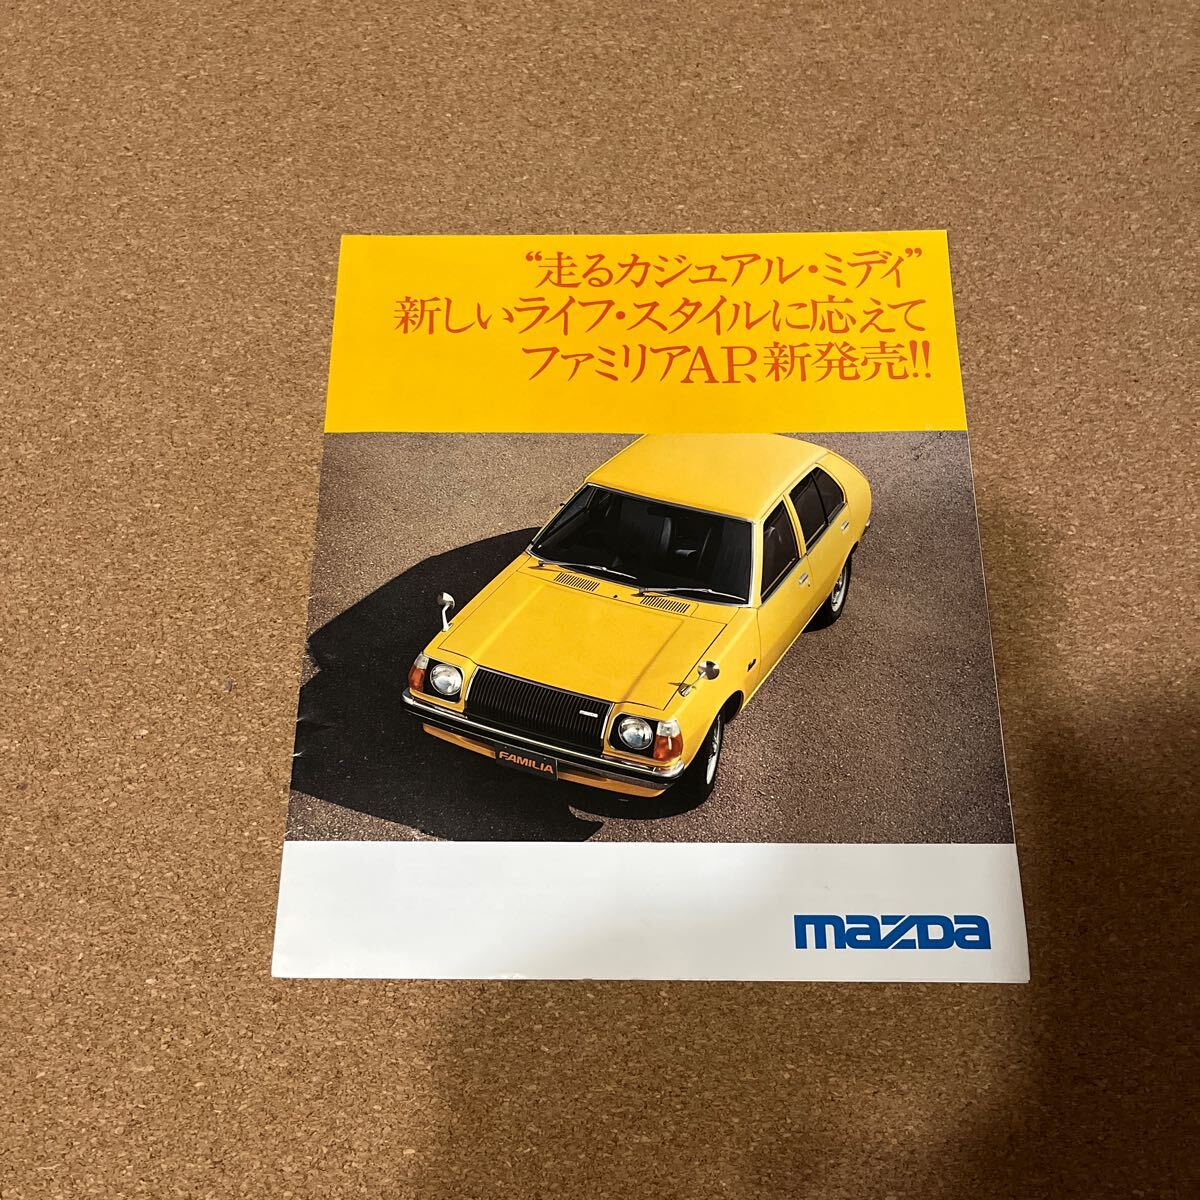 “走るカジュアル・ミディ”
新しいライフ・スタイルに応えて
ファミリアAP、新発売!!
FAMILIA
mazda